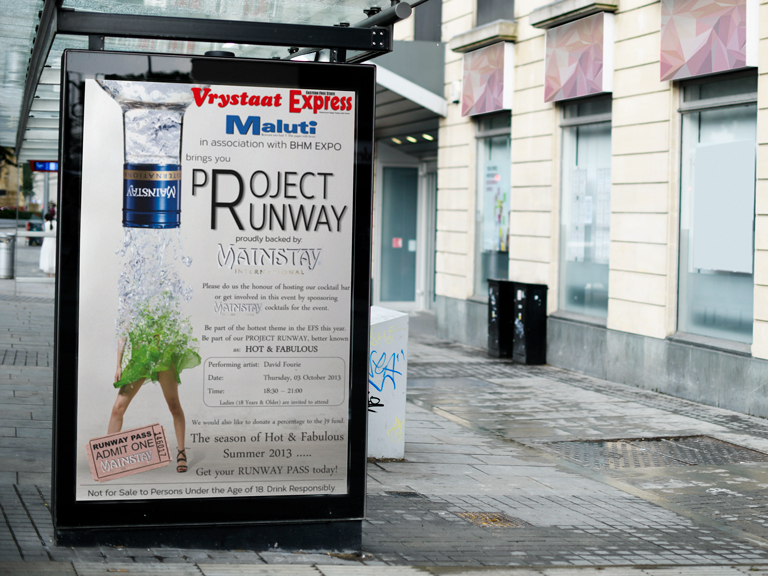 Vrystaat Express
Maluti
in association with BHM EXPO
brings you
PROJECT
RUNWAY
proudly backed by:
MAINSTAY
INTERNATIONAL
MAINSTAY
Please do us the honour of hosting our cocktail bar
or get involved in this event by sponsoring
MAINSTAY cocktails for the event.
Be part of the hottest theme in the EFS this year.
Be part of our PROJECT RUNWAY, better known
as: HOT & FABULOUS
Performing artist: David Fourie
Date: Thursday, 03 October 2013
Time: 18:30 – 21:00
Ladies (18 Years & Older) are invited to attend
We would also like to donate a percentage to the J9 fund.
The season of Hot & Fabulous
Summer 2013 .....
Get your RUNWAY PASS today!
RUNWAY PASS
ADMIT ONE
MAINSTAY
Not for Sale to Persons Under the Age of 18. Drink Responsibly.